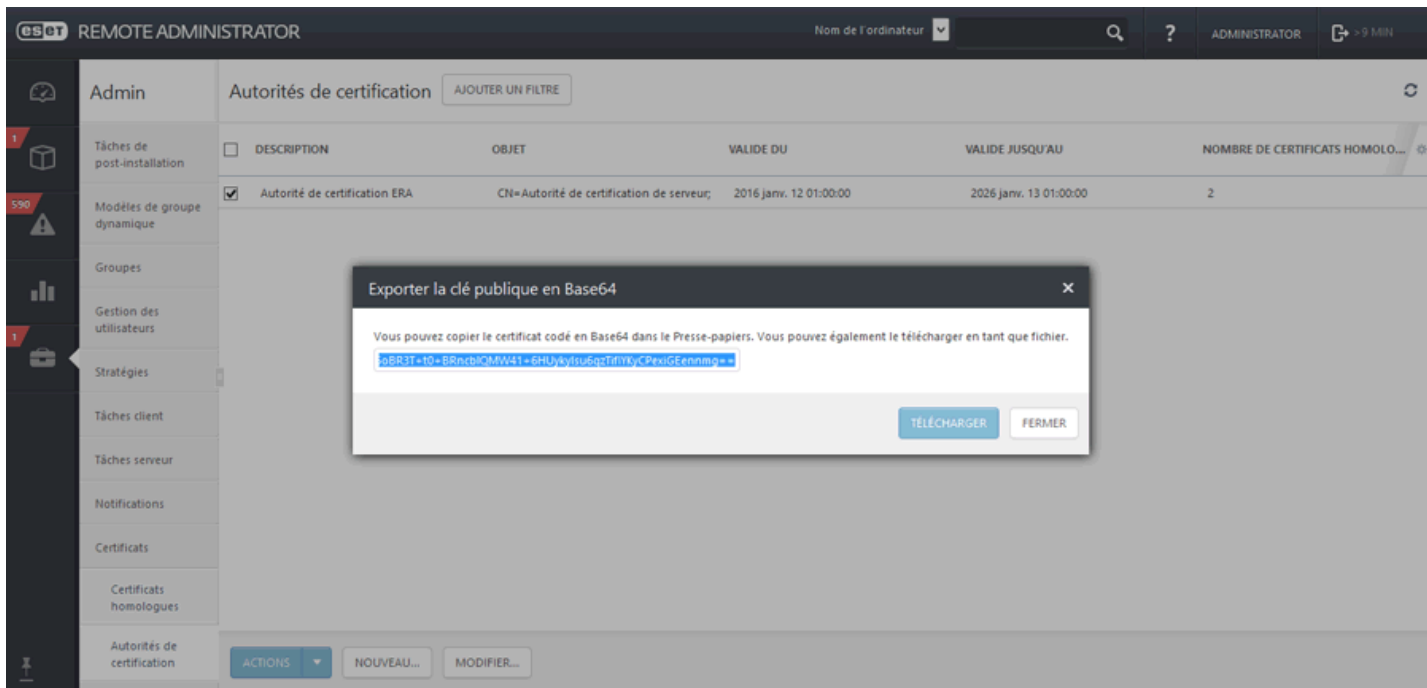 eset REMOTE ADMINISTRATOR
Nom de l'ordinateur
?
ADMINISTRATOR
>9 MIN
Admin
Autorités de certification
AJOUTER UN FILTRE
1
590
1
Tâches de
post-installation
Modèles de groupe
dynamique
Groupes
Gestion des
utilisateurs
Stratégies
Tâches client
Tâches serveur
Notifications
Certificats
Certificats
homologues
Autorités de
certification
DESCRIPTION OBJET VALIDE DU VALIDE JUSQU'AU NOMBRE DE CERTIFICATS HOMOLO...
Autorité de certification ERA CN=Autorité de certification de serveur; 2016 janv. 12 01:00:00 2026 janv. 13 01:00:00 2
Exporter la clé publique en Base64
Vous pouvez copier le certificat codé en Base64 dans le Presse-papiers. Vous pouvez également le télécharger en tant que fichier.
TÉLÉCHARGER
FERMER
ACTIONS
NOUVEAU...
MODIFIER...